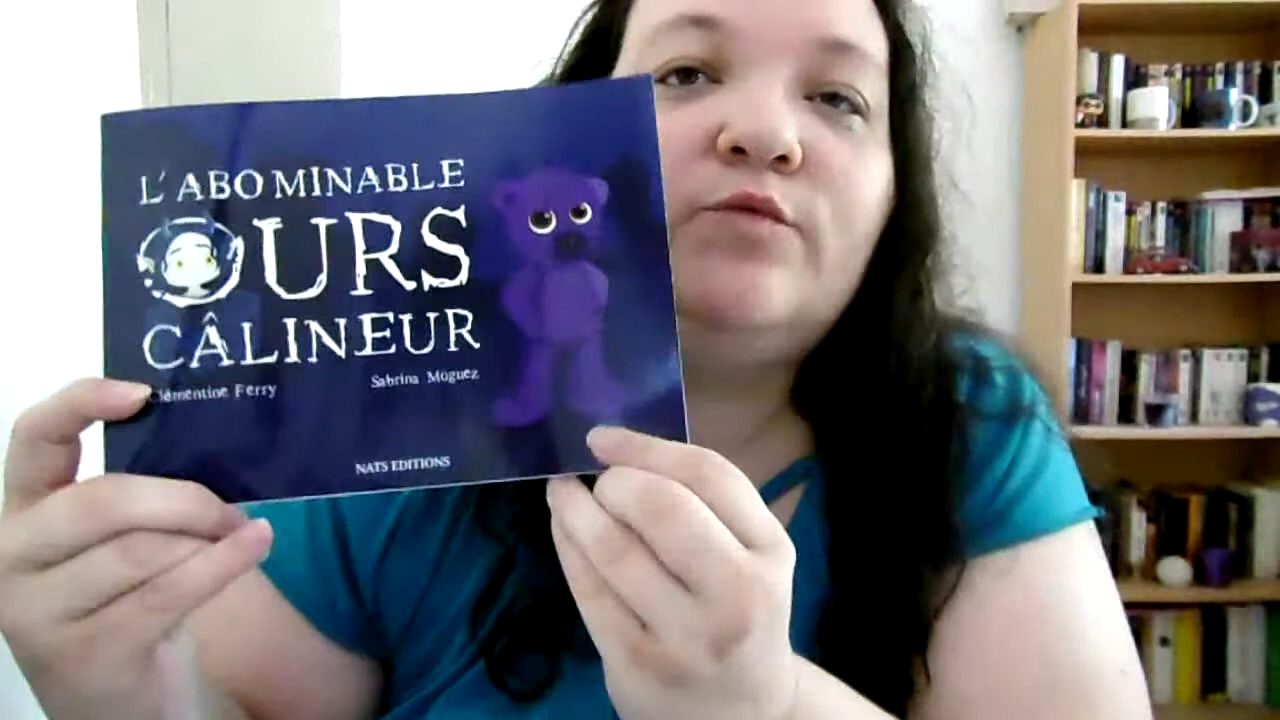 L'ABOMINABLE
OURS
CÂLINEUR
Clémentine Ferry
Sabrina Moguez
NATS EDITIONS